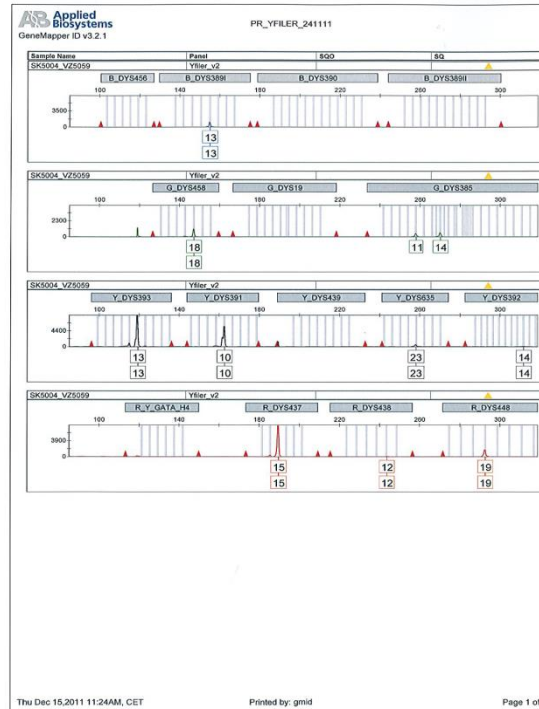 AB Applied Biosystems
GeneMapper ID v3.2.1
PR_YFILER_241111
Sample Name Panel SQO SQ
SK5004_VZ5059 Yfiler_v2
B_DYS456 B_DYS389I B_DYS390 B_DYS389II
100 140 180 220 260 300
3500
0
13
13
SK5004_VZ5059 Yfiler_v2
G_DYS458 G_DYS19 G_DYS385
100 140 180 220 260 300
2300
0
18 11 14
18
SK5004_VZ5059 Yfiler_v2
Y_DYS393 Y_DYS391 Y_DYS439 Y_DYS635 Y_DYS392
100 140 180 220 260 300
4400
0
13 10 23 14
13 10 23 14
SK5004_VZ5059 Yfiler_v2
R_Y_GATA_H4 R_DYS437 R_DYS438 R_DYS448
100 140 180 220 260 300
3900
0
15 12 19
15 12 19
Thu Dec 15,2011 11:24AM, CET Printed by: gmid Page 1 of